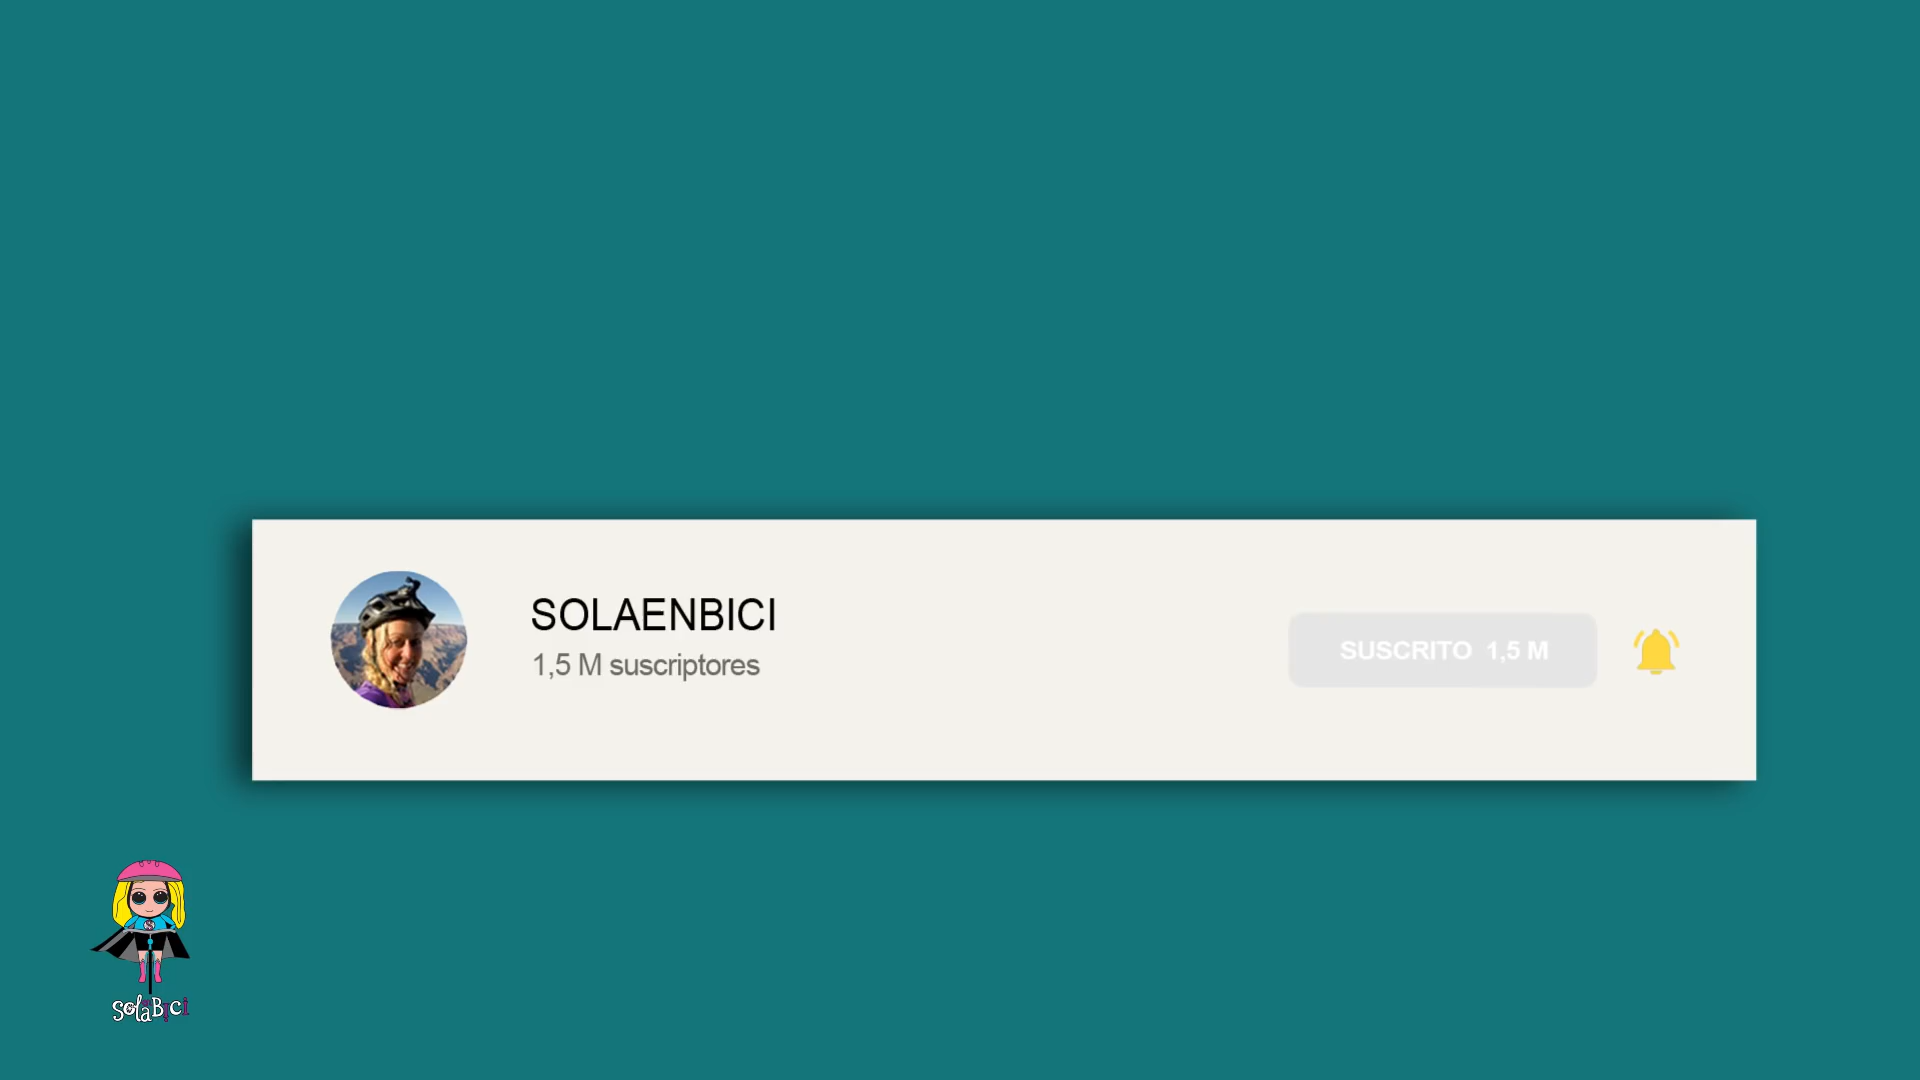 SOLAENBICI
1,5 M suscriptores
SUSCRITO 1,5 M
SolaBici